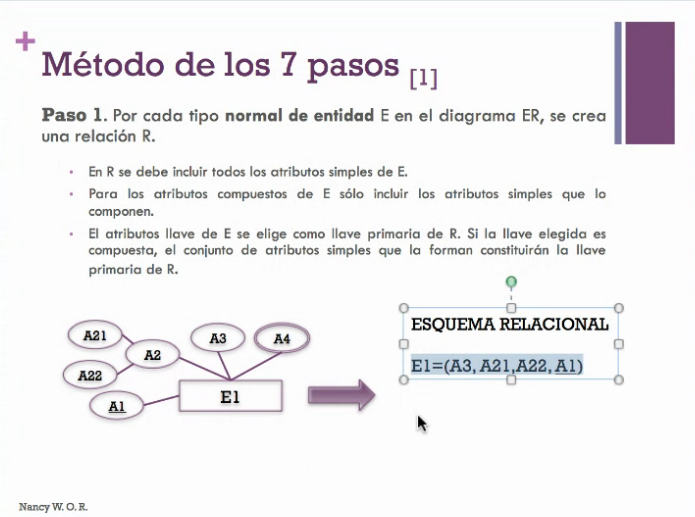 +
Método de los 7 pasos [1]
Paso 1. Por cada tipo normal de entidad E en el diagrama ER, se crea
una relación R.
• En R se debe incluir todos los atributos simples de E.
• Para los atributos compuestos de E sólo incluir los atributos simples que lo
componen.
• El atributos llave de E se elige como llave primaria de R. Si la llave elegida es
compuesta, el conjunto de atributos simples que la forman constituirán la llave
primaria de R.
A21
A2
A3
A4
A22
A1
E1
ESQUEMA RELACIONAL
E1=(A3, A21,A22, A1)
Nancy W. O. R.